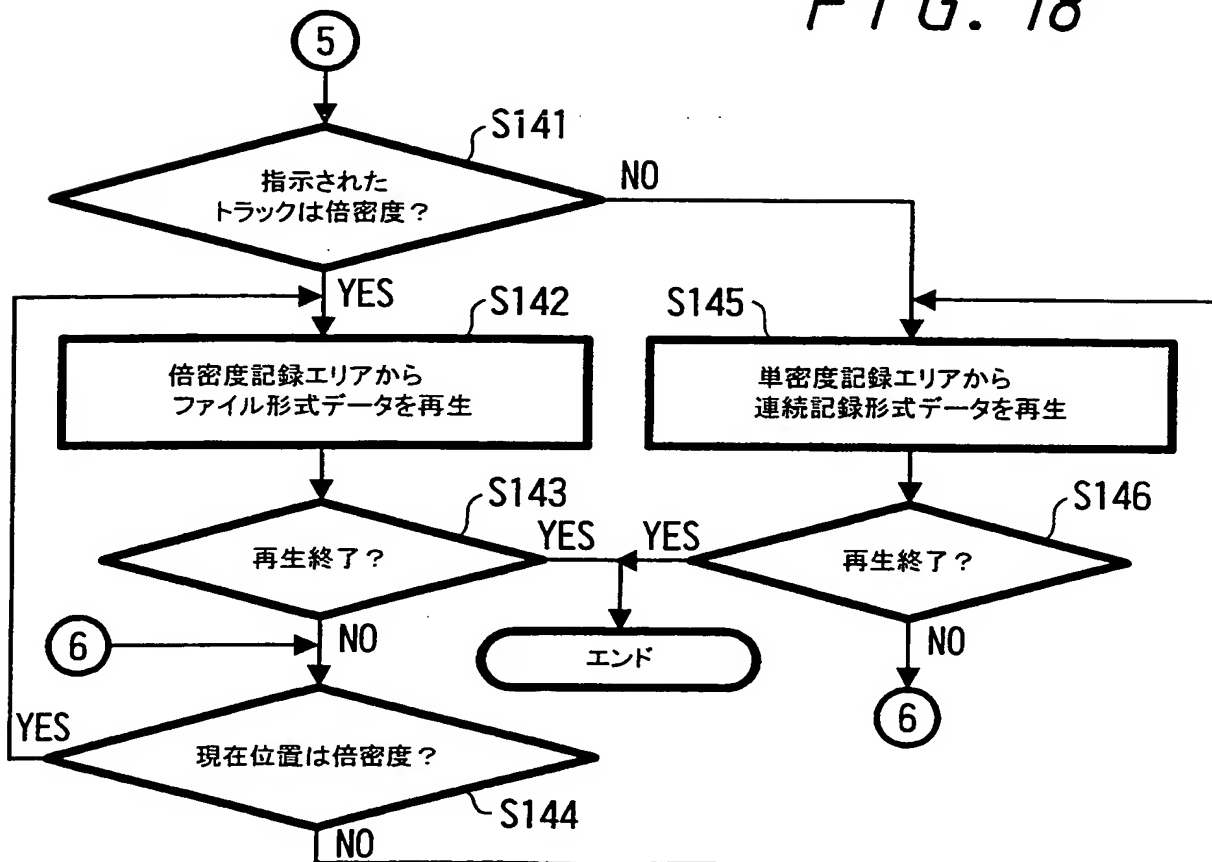 FIG. 18
5
S141
指示された
トラックは倍密度？
NO
YES
S142
倍密度記録エリアから
ファイル形式データを再生
S145
単密度記録エリアから
連続記録形式データを再生
S143
再生終了？
YES
YES
S146
再生終了？
NO
エンド
NO
6
6
YES
現在位置は倍密度？
S144
NO